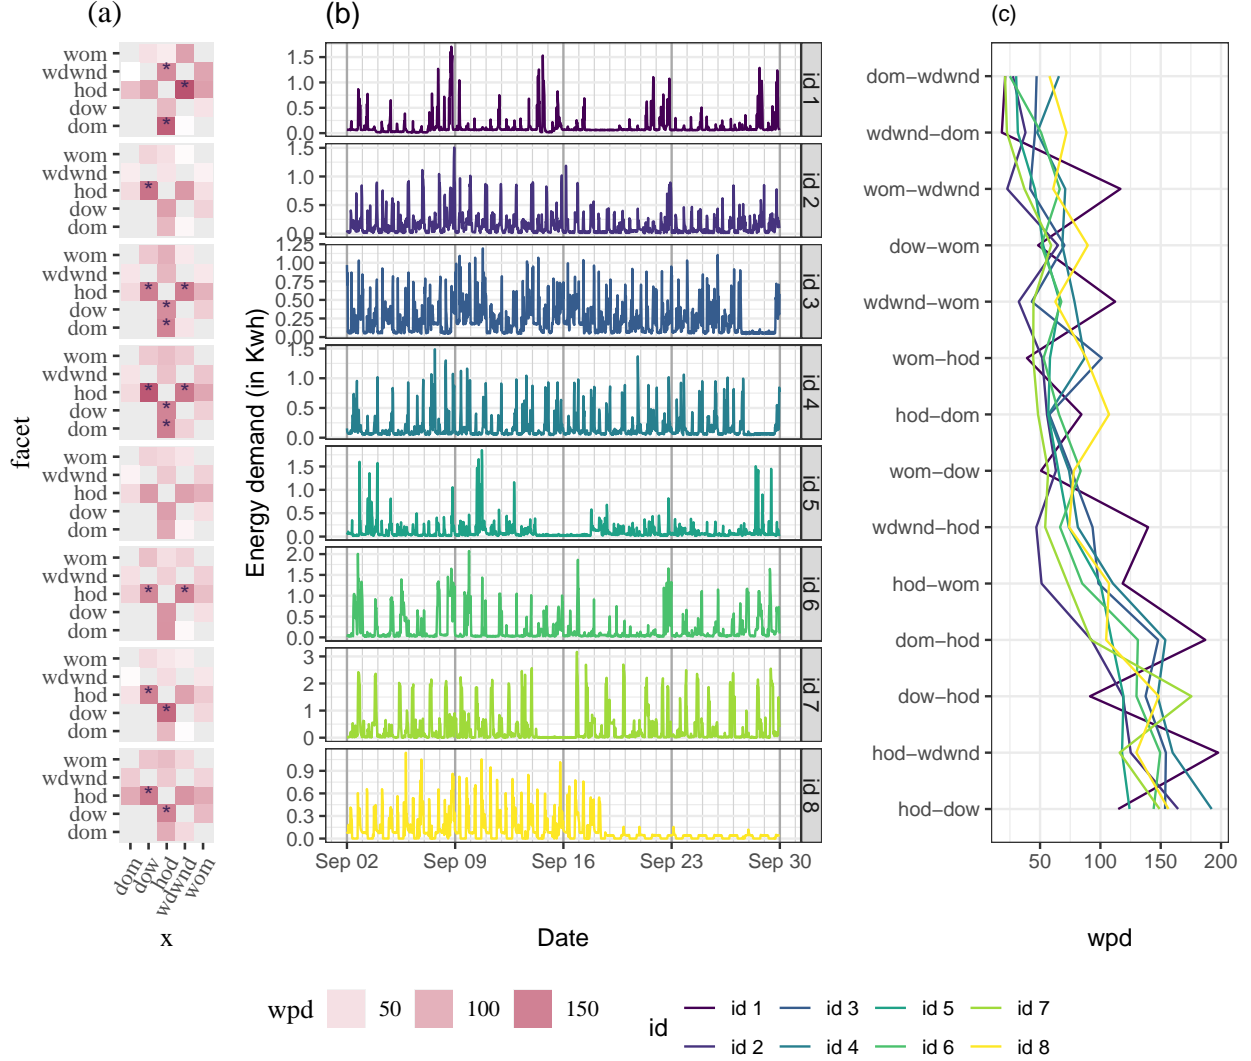 (a)
facet
wom
wdwnd
hod
*
*
dow
dom
*
wom
wdwnd
hod
*
dow
dom
wom
wdwnd
hod
*
*
dow
*
dom
*
wom
wdwnd
hod
*
*
dow
*
dom
*
wom
wdwnd
hod
dow
dom
wom
wdwnd
hod
*
*
dow
dom
wom
wdwnd
hod
*
dow
*
dom
wom
wdwnd
hod
*
dow
*
dom
dom
dow
hod
wdwnd
wom
x
(b)
Energy demand (in Kwh)
1.5
1.0
0.5
0.0
id 1
1.5
1.0
0.5
0.0
id 2
1.25
1.00
0.75
0.50
0.25
0.00
id 3
1.5
1.0
0.5
0.0
id 4
1.5
1.0
0.5
0.0
id 5
2.0
1.5
1.0
0.5
0.0
id 6
3
2
1
0
id 7
0.9
0.6
0.3
0.0
id 8
Sep 02 Sep 09 Sep 16 Sep 23 Sep 30
Date
(c)
dom−wdwnd
wdwnd−dom
wom−wdwnd
dow−wom
wdwnd−wom
wom−hod
hod−dom
wom−dow
wdwnd−hod
hod−wom
dom−hod
dow−hod
hod−wdwnd
hod−dow
50 100 150 200
wpd
wpd 50 100 150
id
id 1 id 3 id 5 id 7
id 2 id 4 id 6 id 8